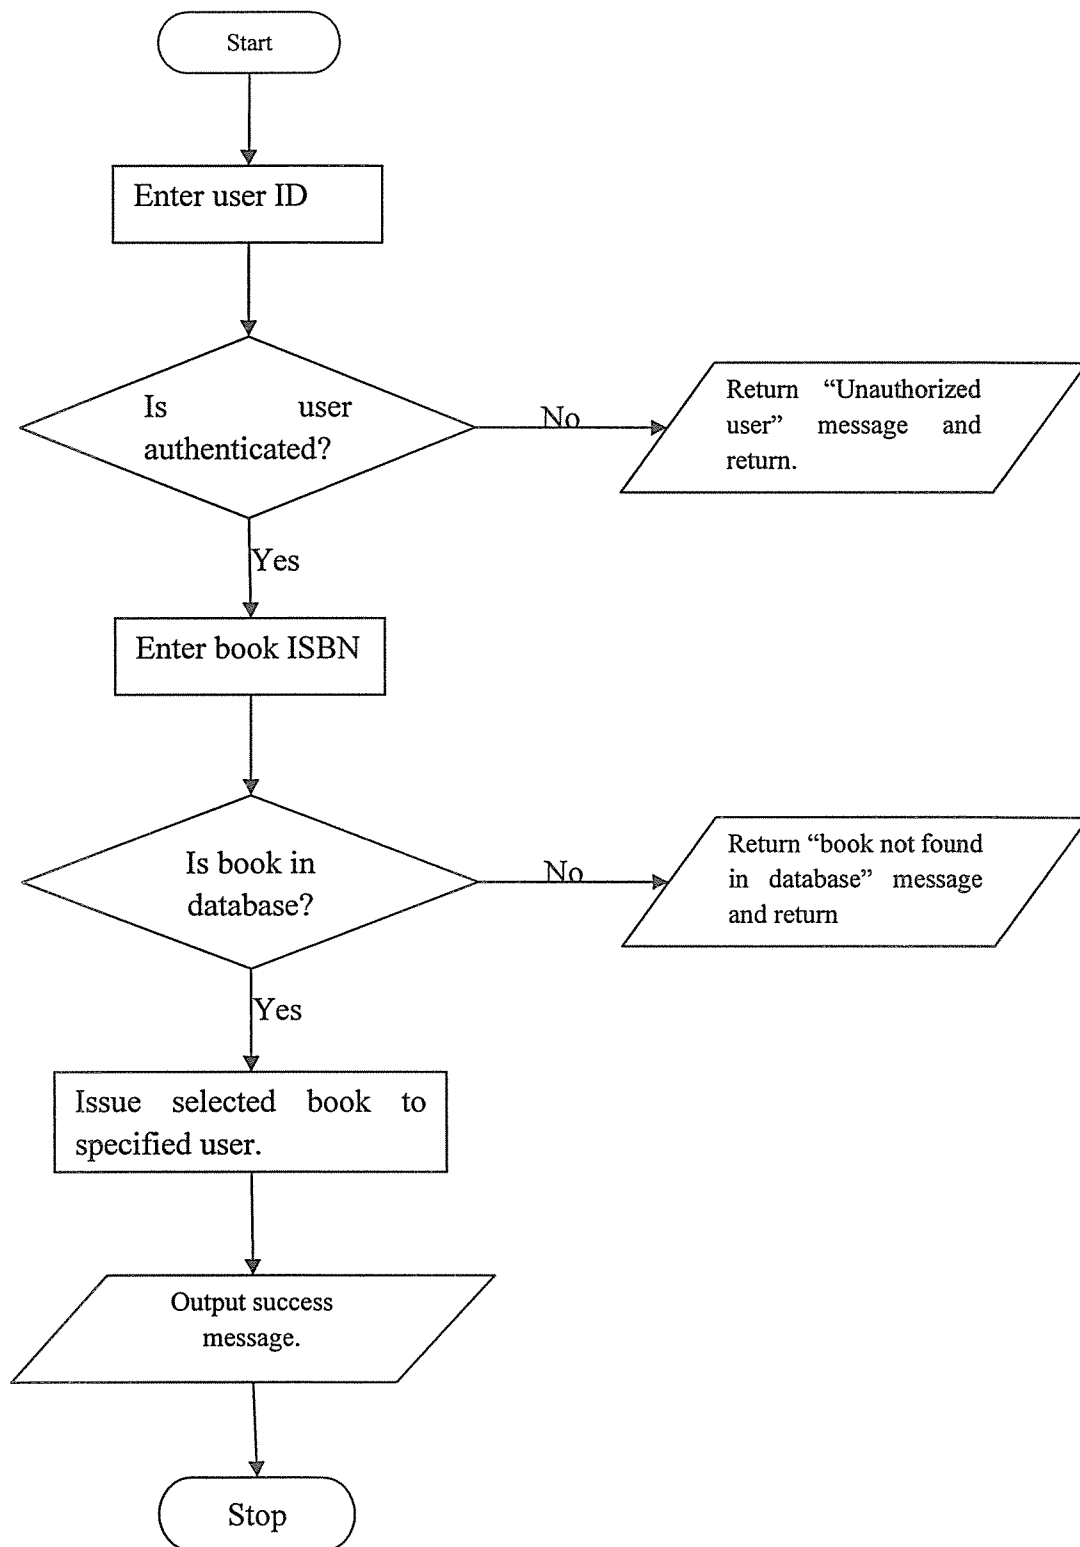 Start
Enter user ID
Is user
authenticated?
No
Return “Unauthorized
user” message and
return.
Yes
Enter book ISBN
Is book in
database?
No
Return “book not found
in database” message
and return
Yes
Issue selected book to
specified user.
Output success
message.
Stop